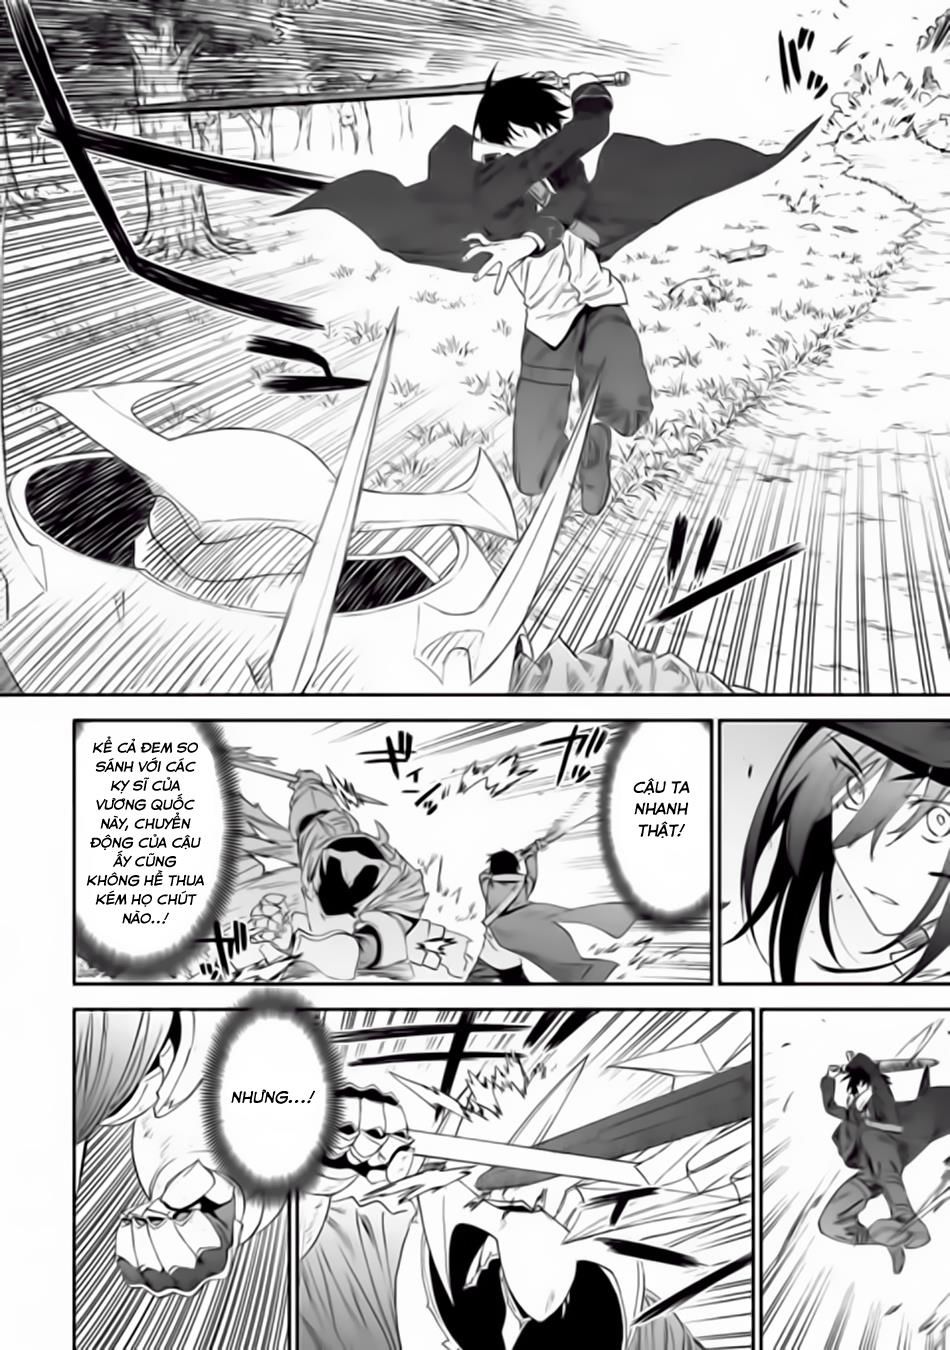 CẬU TA
NHANH
THẬT!
KỂ CẢ ĐEM SO
SÁNH VỚI CÁC
KỴ SĨ CỦA
VƯƠNG QUỐC
NÀY, CHUYỂN
ĐỘNG CỦA CẬU
ẤY CŨNG
KHÔNG HỀ THUA
KÉM HỌ CHÚT
NÀO..!
NHƯNG...!